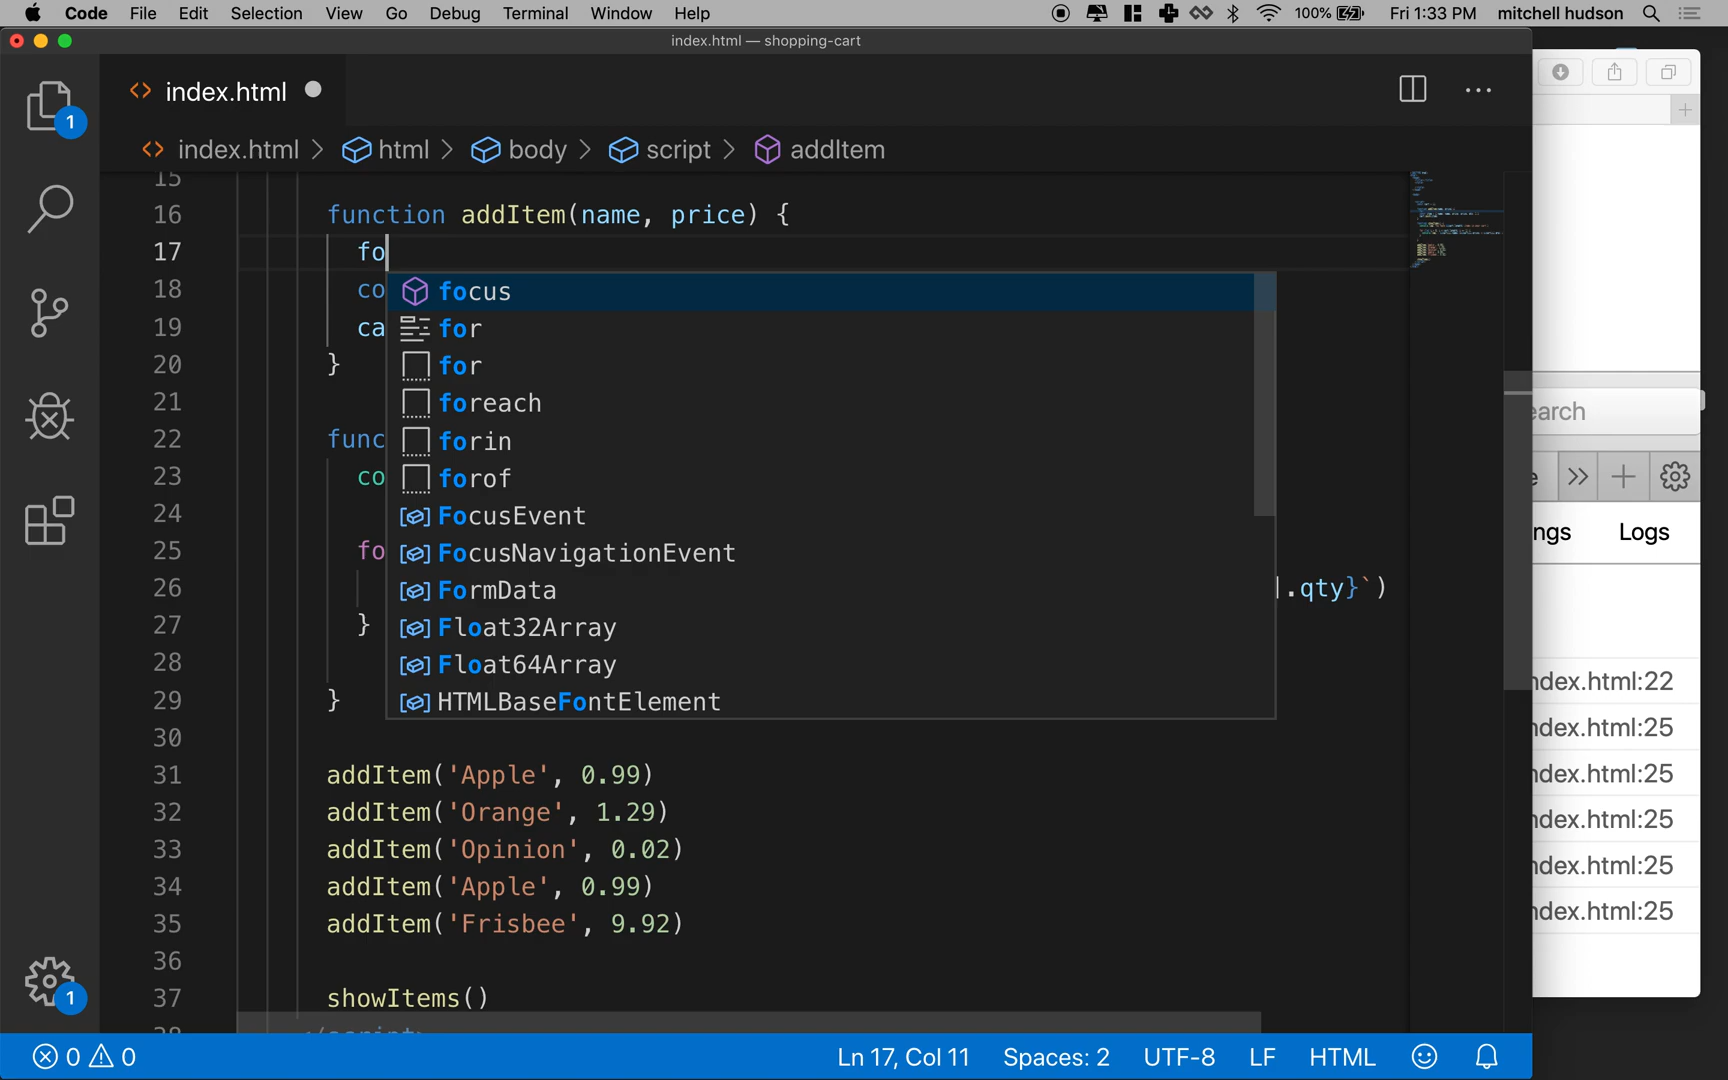 Code File Edit Selection View Go Debug Terminal Window Help 100% Fri 1:33 PM mitchell hudson
index.html — shopping-cart
index.html
index.html > html > body > script > addItem
15
16 function addItem(name, price) {
17 fo
18 co
19 ca
20 }
21
22 func
23 co
24
25 fo
26 .qty}`)
27 }
28
29 }
30
31 addItem('Apple', 0.99)
32 addItem('Orange', 1.29)
33 addItem('Opinion', 0.02)
34 addItem('Apple', 0.99)
35 addItem('Frisbee', 9.92)
36
37 showItems()
focus
for
for
foreach
forin
forof
FocusEvent
FocusNavigationEvent
FormData
Float32Array
Float64Array
HTMLBaseFontElement
1
1
earch
e
ngs Logs
ndex.html:22
ndex.html:25
ndex.html:25
ndex.html:25
ndex.html:25
ndex.html:25
0 0 Ln 17, Col 11 Spaces: 2 UTF-8 LF HTML